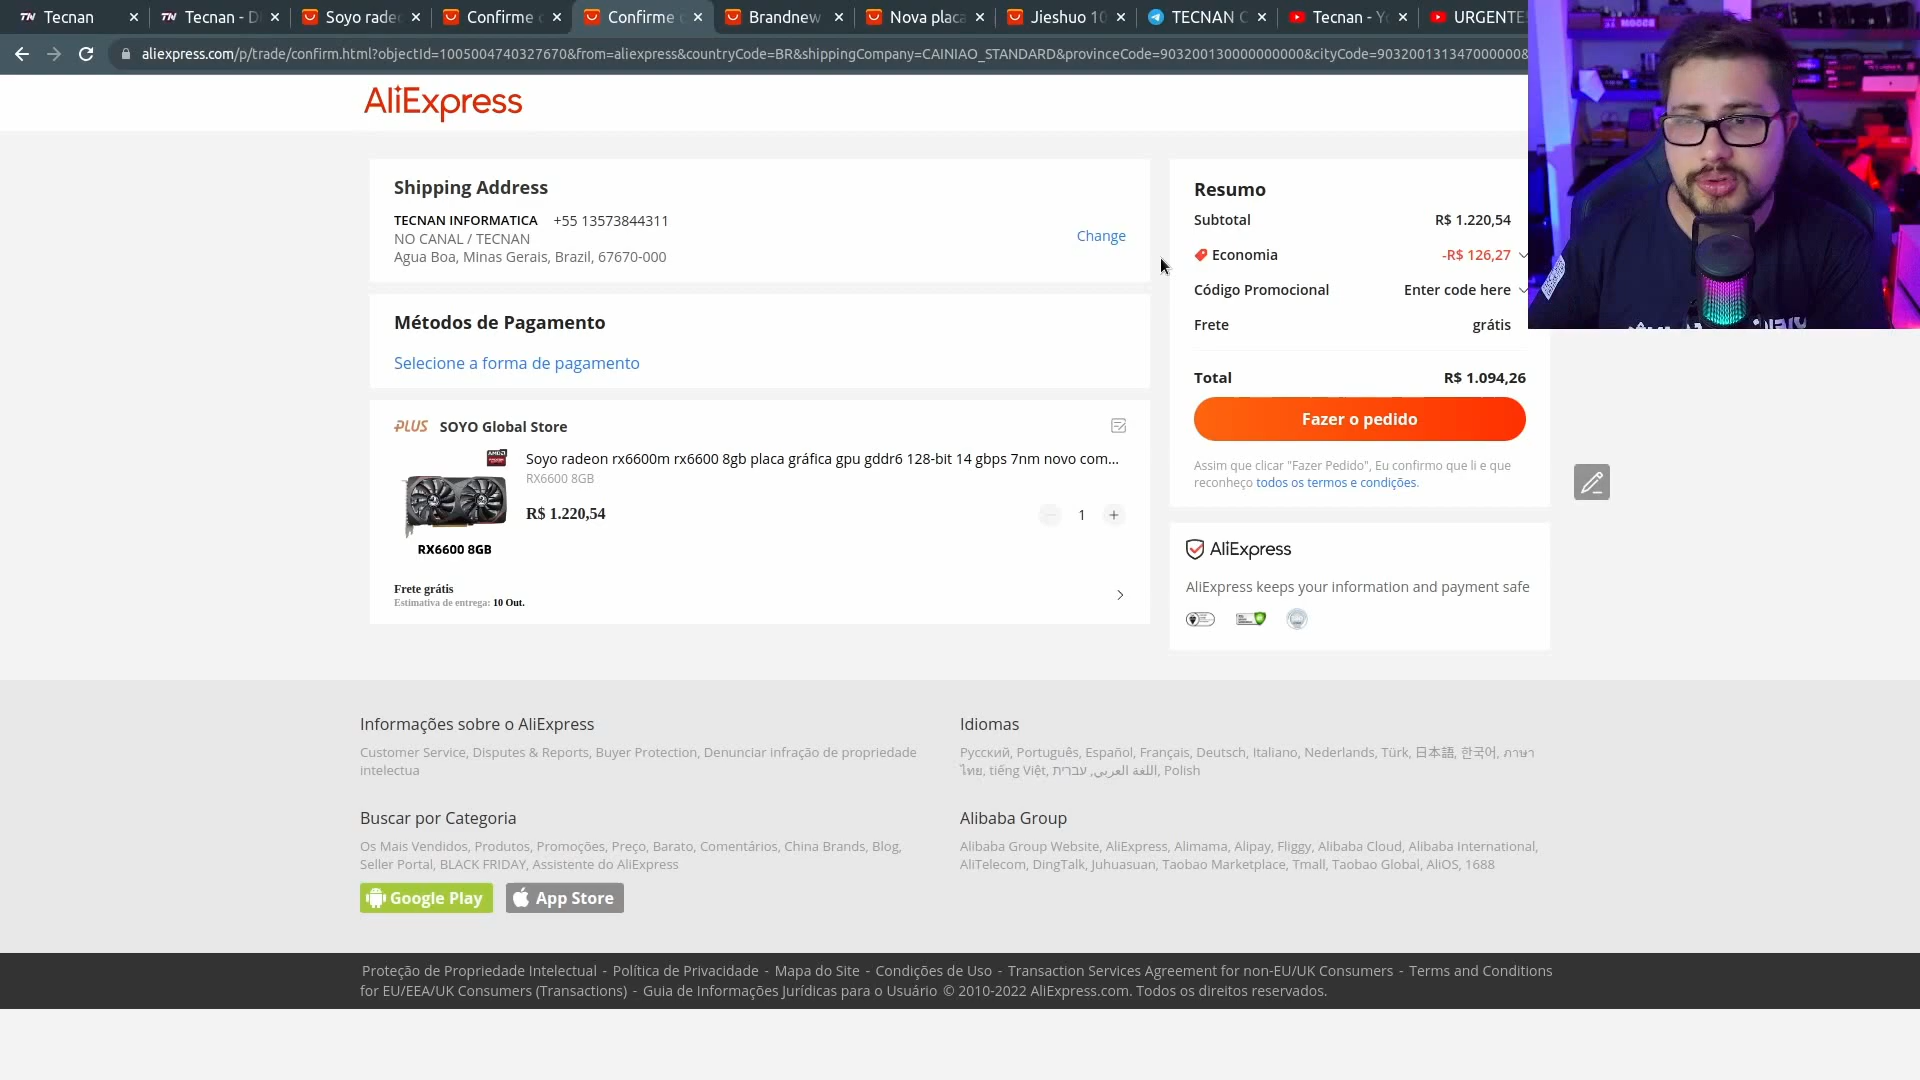 Tecnan
Tecnan - D
Soyo rade
Confirme
Confirme
Brandnew
Nova placa
Jieshuo 10
TECNAN C
Tecnan - Y
URGENTE
aliexpress.com/p/trade/confirm.html?objectId=1005004740327670&from=aliexpress&countryCode=BR&shippingCompany=CAINIAO_STANDARD&provinceCode=903200130000000000&cityCode=903200131347000000&
AliExpress
Shipping Address
TECNAN INFORMATICA +55 13573844311
NO CANAL / TECNAN
Agua Boa, Minas Gerais, Brazil, 67670-000
Change
Métodos de Pagamento
Selecione a forma de pagamento
PLUS SOYO Global Store
AMD
Soyo radeon rx6600m rx6600 8gb placa gráfica gpu gddr6 128-bit 14 gbps 7nm novo com...
RX6600 8GB
R$ 1.220,54
1
RX6600 8GB
Frete grátis
Estimativa de entrega: 10 Out.
Resumo
Subtotal R$ 1.220,54
Economia -R$ 126,27
Código Promocional Enter code here
Frete grátis
Total R$ 1.094,26
Fazer o pedido
Assim que clicar "Fazer Pedido", Eu confirmo que li e que
reconheço todos os termos e condições.
AliExpress
AliExpress keeps your information and payment safe
Informações sobre o AliExpress
Customer Service, Disputes & Reports, Buyer Protection, Denunciar infração de propriedade
intelectua
Idiomas
Русский, Português, Español, Français, Deutsch, Italiano, Nederlands, Türk, 日本語, 한국어, ภาษา
ไทย, tiếng Việt, اللغة العربي, עברית, Polish
Buscar por Categoria
Os Mais Vendidos, Produtos, Promoções, Preço, Barato, Comentários, China Brands, Blog,
Seller Portal, BLACK FRIDAY, Assistente do AliExpress
Google Play
App Store
Alibaba Group
Alibaba Group Website, AliExpress, Alimama, Alipay, Fliggy, Alibaba Cloud, Alibaba International,
AliTelecom, DingTalk, Juhuasuan, Taobao Marketplace, Tmall, Taobao Global, AliOS, 1688
Proteção de Propriedade Intelectual - Política de Privacidade - Mapa do Site - Condições de Uso - Transaction Services Agreement for non-EU/UK Consumers - Terms and Conditions
for EU/EEA/UK Consumers (Transactions) - Guia de Informações Jurídicas para o Usuário © 2010-2022 AliExpress.com. Todos os direitos reservados.